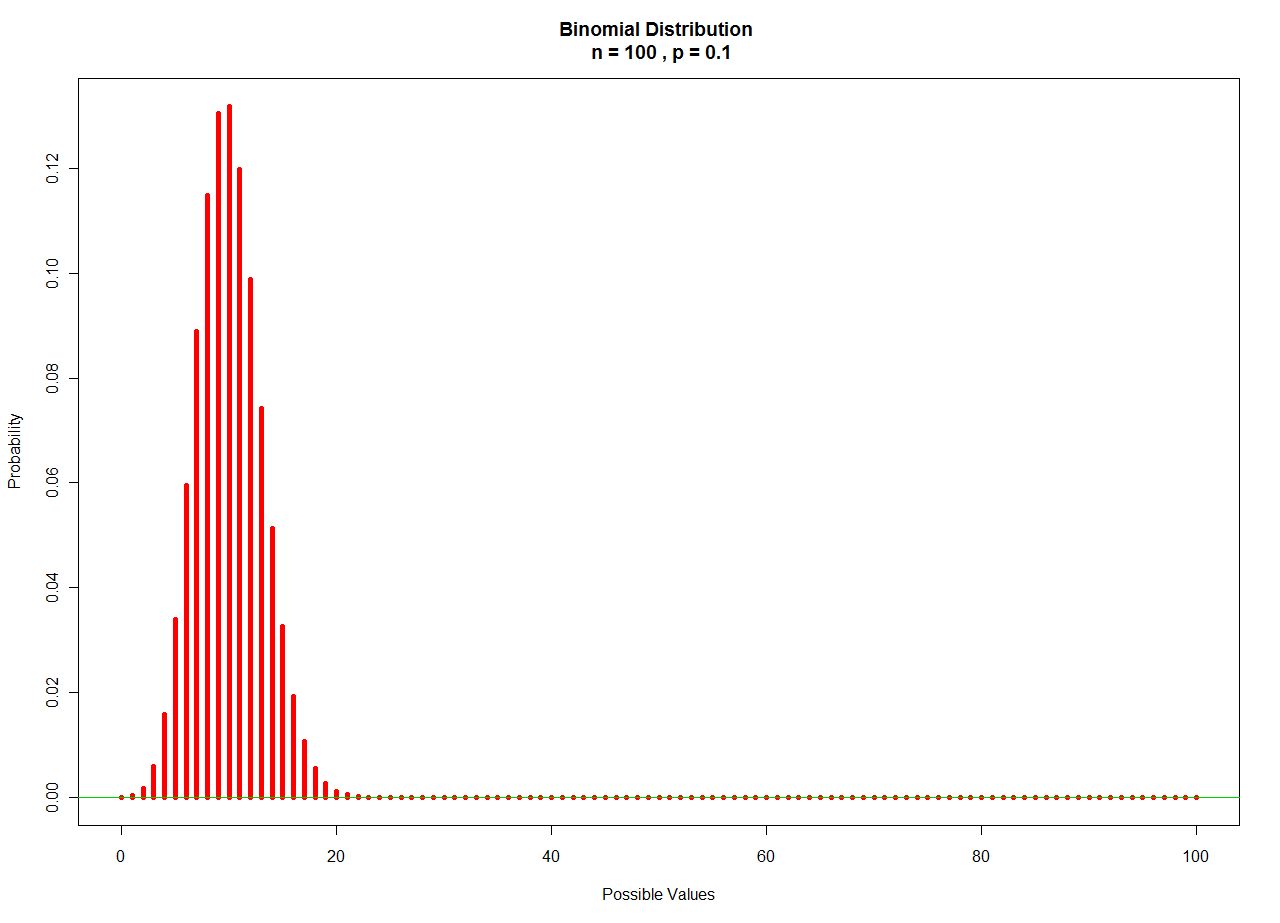 Binomial Distribution
n = 100 , p = 0.1
Probability
0.12
0.10
0.08
0.06
0.04
0.02
0.00
0 20 40 60 80 100
Possible Values